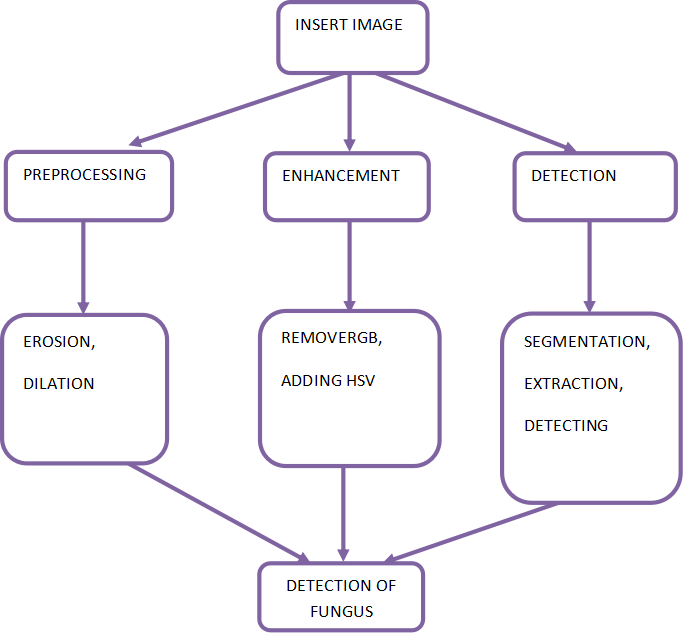 INSERT IMAGE
PREPROCESSING
ENHANCEMENT
DETECTION
EROSION,
DILATION
REMOVERGB,
ADDING HSV
SEGMENTATION,
EXTRACTION,
DETECTING
DETECTION OF
FUNGUS